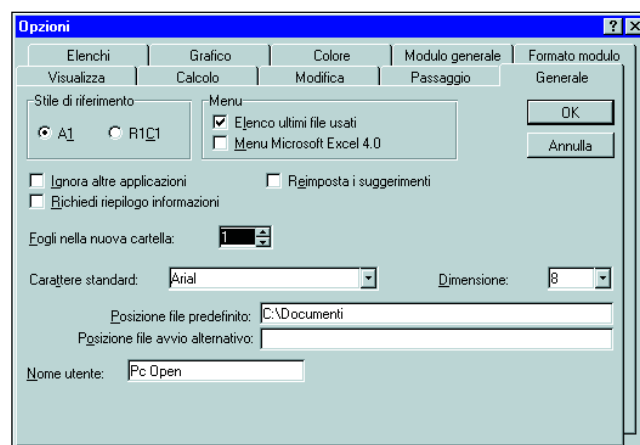 Opzioni
Elenchi Grafico Colore Modulo generale Formato modulo
Visualizza Calcolo Modifica Passaggio Generale
Stile di riferimento Menu
A1 R1C1 Elenco ultimi file usati OK
Menu Microsoft Excel 4.0 Annulla
Ignora altre applicazioni Reimposta i suggerimenti
Richiedi riepilogo informazioni
Fogli nella nuova cartella: 1
Carattere standard: Arial Dimensione: 8
Posizione file predefinito: C:\Documenti
Posizione file avvio alternativo:
Nome utente: Pc Open